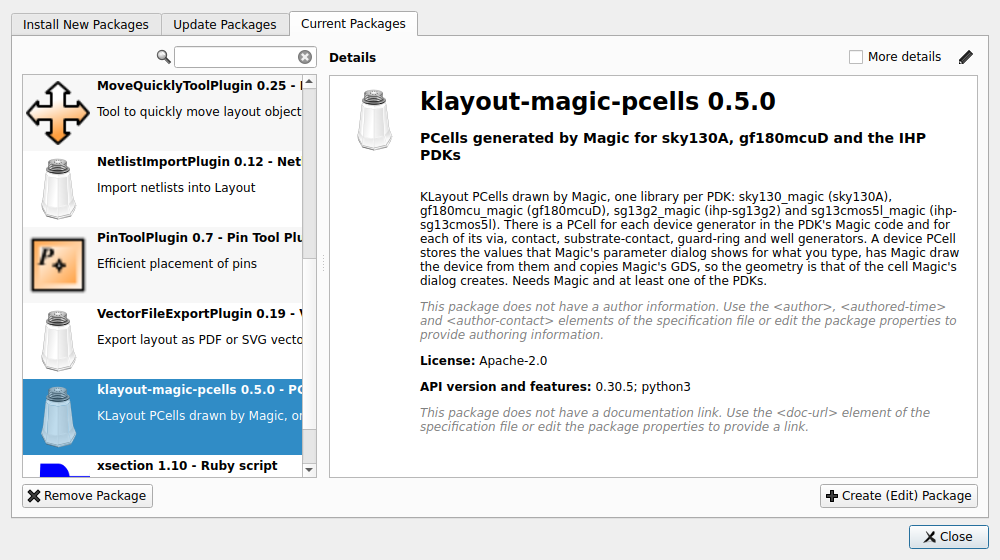 Install New Packages
Update Packages
Current Packages
Details
More details
MoveQuicklyToolPlugin 0.25 -
Tool to quickly move layout object
NetlistImportPlugin 0.12 - Net
Import netlists into Layout
PinToolPlugin 0.7 - Pin Tool Plu
Efficient placement of pins
VectorFileExportPlugin 0.19 -
Export layout as PDF or SVG vecto
klayout-magic-pcells 0.5.0 - PC
KLayout PCells drawn by Magic, or
xsection 1.10 - Ruby script
klayout-magic-pcells 0.5.0
PCells generated by Magic for sky130A, gf180mcuD and the IHP
PDKs
KLayout PCells drawn by Magic, one library per PDK: sky130_magic (sky130A),
gf180mcu_magic (gf180mcuD), sg13g2_magic (ihp-sg13g2) and sg13cmos5l_magic (ihp-
sg13cmos5l). There is a PCell for each device generator in the PDK's Magic code and for
each of its via, contact, substrate-contact, guard-ring and well generators. A device PCell
stores the values that Magic's parameter dialog shows for what you type, has Magic draw
the device from them and copies Magic's GDS, so the geometry is that of the cell Magic's
dialog creates. Needs Magic and at least one of the PDKs.
This package does not have a author information. Use the <author>, <authored-time>
and <author-contact> elements of the specification file or edit the package properties to
provide authoring information.
License: Apache-2.0
API version and features: 0.30.5; python3
This package does not have a documentation link. Use the <doc-url> element of the
specification file or edit the package properties to provide a link.
Remove Package
Create (Edit) Package
Close